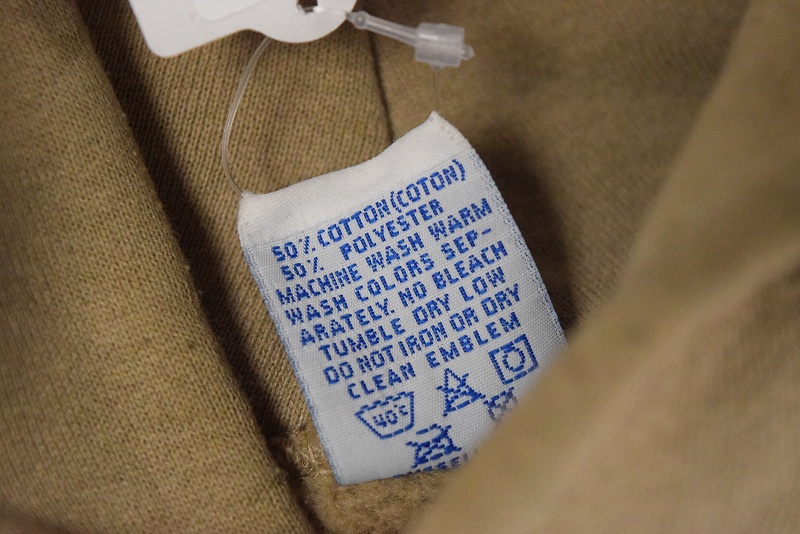 50% COTTON(COTON)
50% POLYESTER
MACHINE WASH WARM
WASH COLORS SEP-
ARATELY. NO BLEACH
TUMBLE DRY LOW
DO NOT IRON OR DRY
CLEAN EMBLEM
40°C